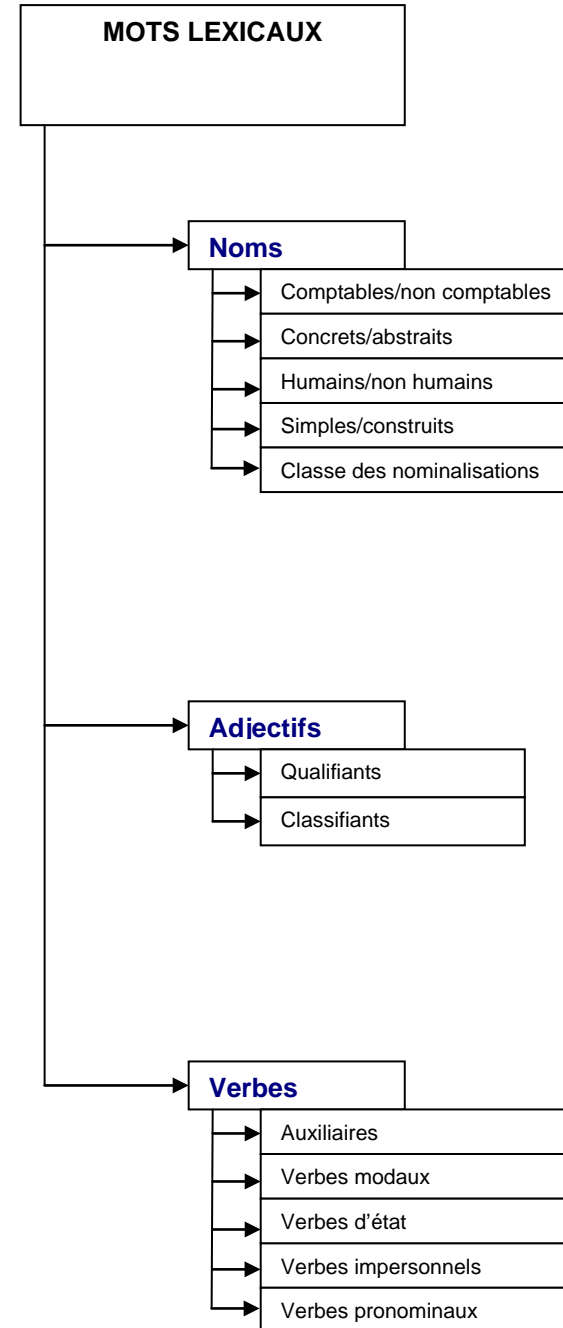 MOTS LEXICAUX
Noms
Comptables/non comptables
Concrets/abstraits
Humains/non humains
Simples/construits
Classe des nominalisations
Adjectifs
Qualifiants
Classifiants
Verbes
Auxiliaires
Verbes modaux
Verbes d’état
Verbes impersonnels
Verbes pronominaux